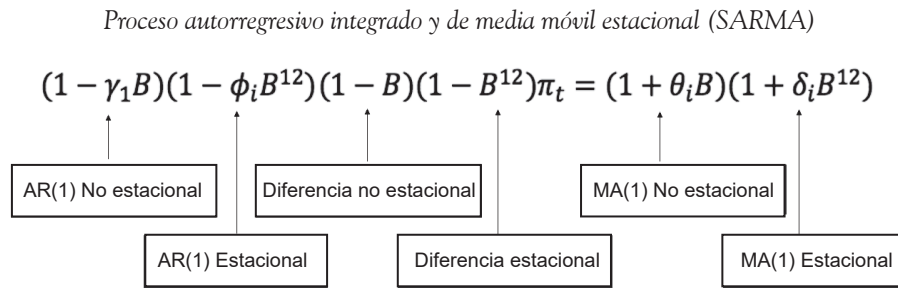 Proceso autorregresivo integrado y de media móvil estacional (SARMA)
(1 − γ₁B)(1 − ϕᵢB¹²)(1 − B)(1 − B¹²)πₜ = (1 + θᵢB)(1 + δᵢB¹²)
AR(1) No estacional
Diferencia no estacional
MA(1) No estacional
AR(1) Estacional
Diferencia estacional
MA(1) Estacional